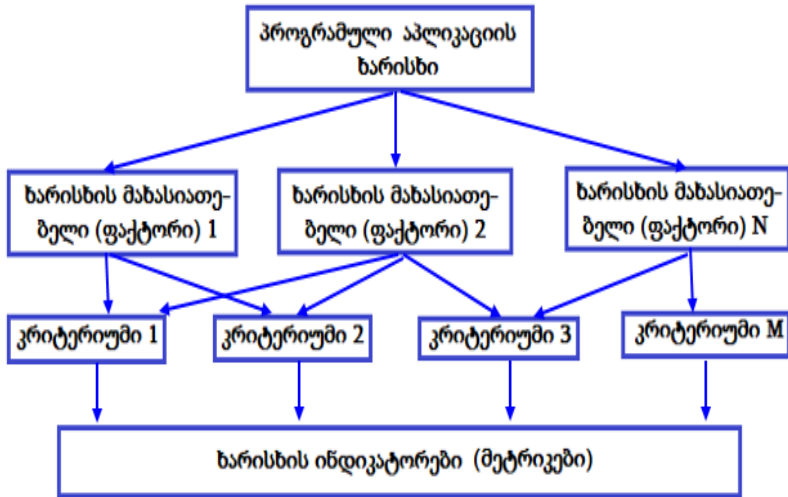 პროგრამული აპლიკაციის
ხარისხი
ხარისხის მახასიათე-
ბელი (ფაქტორი) 1
ხარისხის მახასიათე-
ბელი (ფაქტორი) 2
ხარისხის მახასიათე-
ბელი (ფაქტორი) N
კრიტერიუმი 1
კრიტერიუმი 2
კრიტერიუმი 3
კრიტერიუმი M
ხარისხის ინდიკატორები (მეტრიკები)